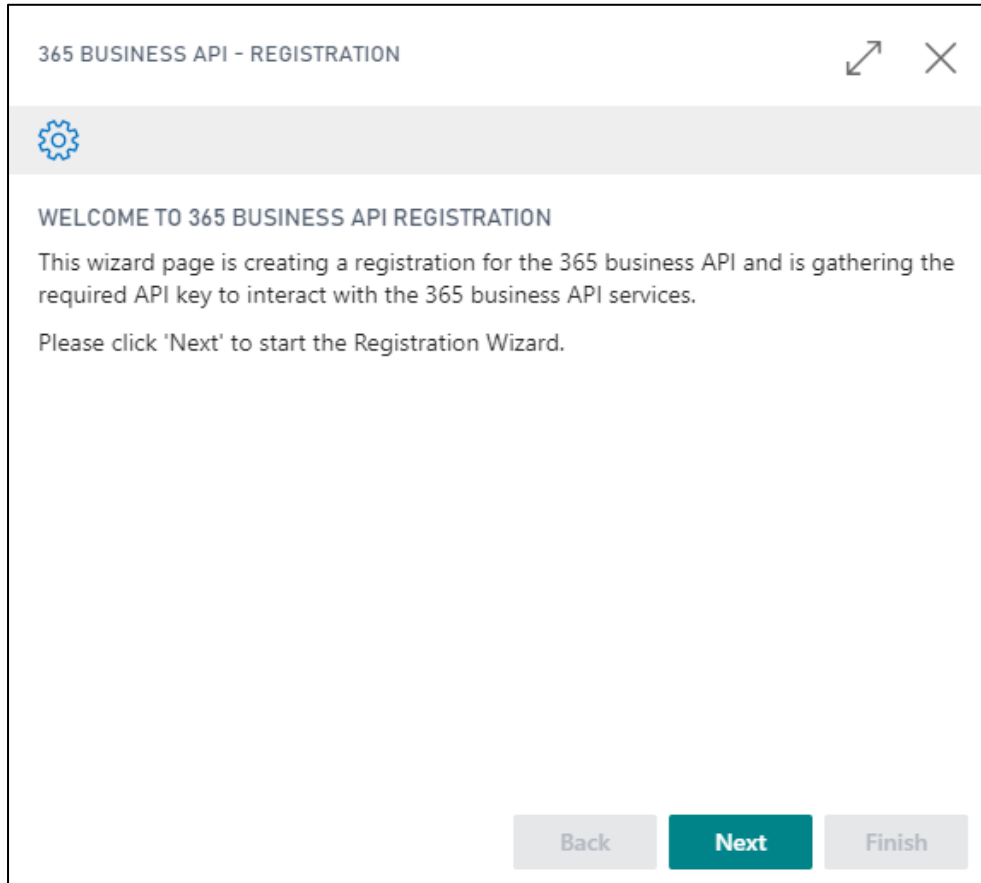 365 BUSINESS API - REGISTRATION
WELCOME TO 365 BUSINESS API REGISTRATION
This wizard page is creating a registration for the 365 business API and is gathering the
required API key to interact with the 365 business API services.
Please click 'Next' to start the Registration Wizard.
Back
Next
Finish